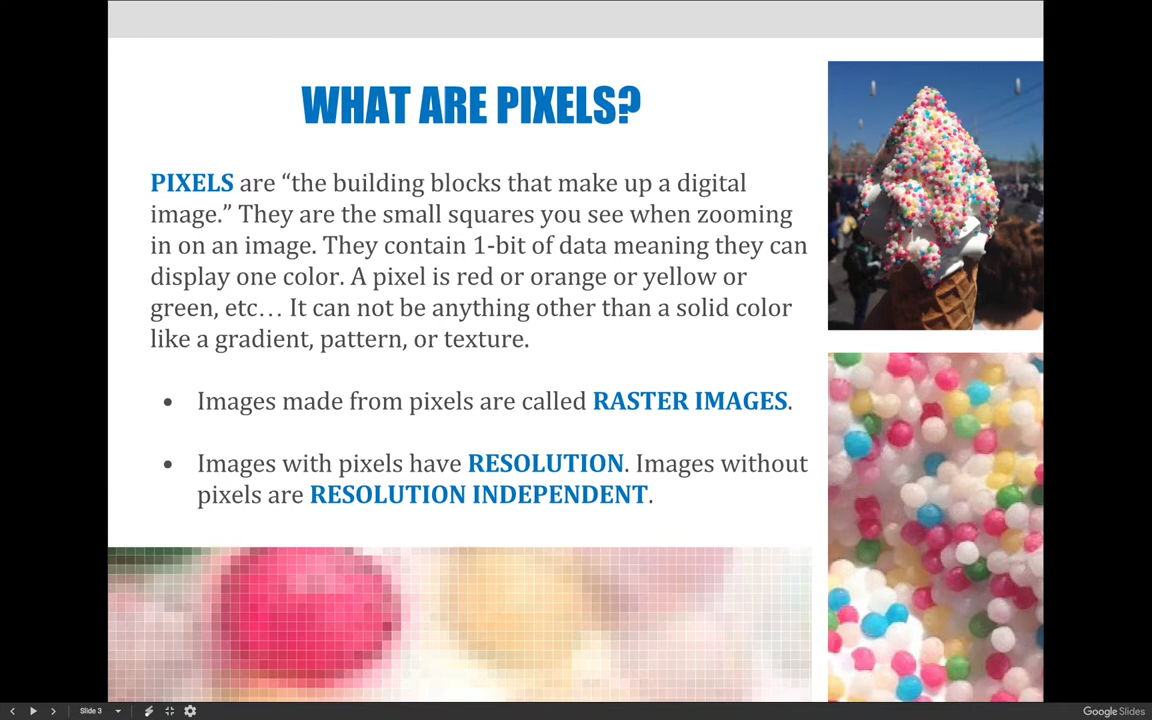 WHAT ARE PIXELS?
PIXELS are “the building blocks that make up a digital
image.” They are the small squares you see when zooming
in on an image. They contain 1-bit of data meaning they can
display one color. A pixel is red or orange or yellow or
green, etc… It can not be anything other than a solid color
like a gradient, pattern, or texture.
• Images made from pixels are called RASTER IMAGES.
• Images with pixels have RESOLUTION. Images without
pixels are RESOLUTION INDEPENDENT.
Slide 3
Google Slides